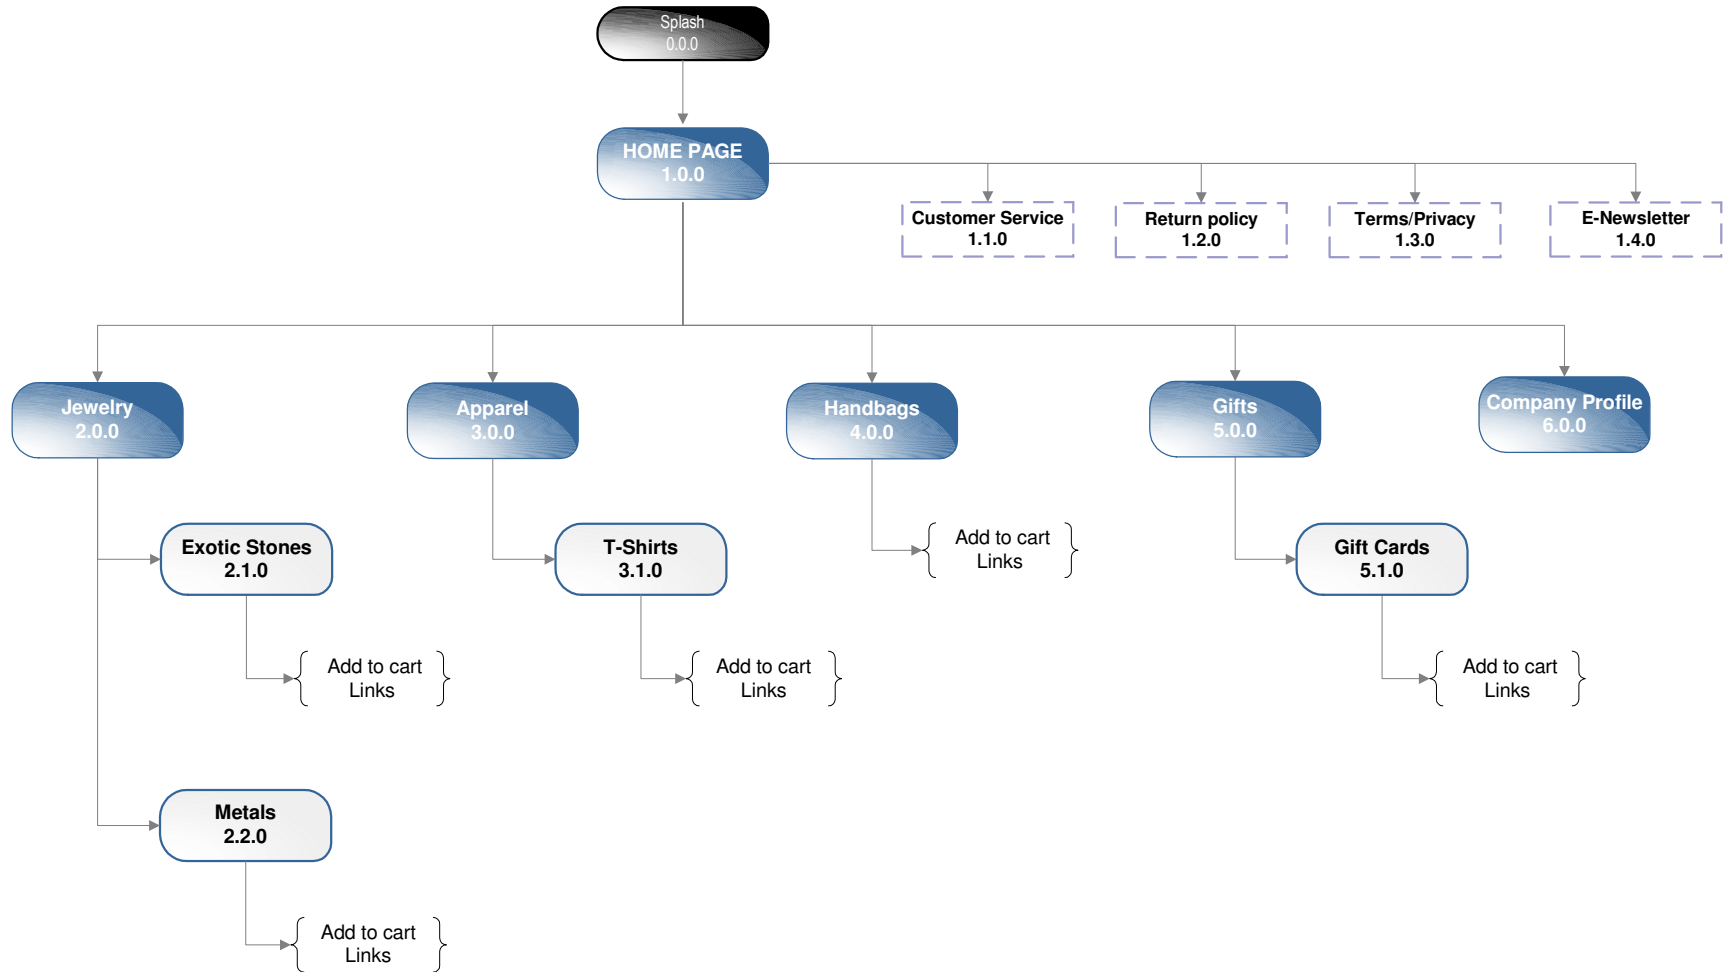 Splash
0.0.0
HOME PAGE
1.0.0
Customer Service
1.1.0
Return policy
1.2.0
Terms/Privacy
1.3.0
E-Newsletter
1.4.0
Jewelry
2.0.0
Apparel
3.0.0
Handbags
4.0.0
Gifts
5.0.0
Company Profile
6.0.0
Exotic Stones
2.1.0
T-Shirts
3.1.0
Add to cart
Links
Gift Cards
5.1.0
Add to cart
Links
Add to cart
Links
Add to cart
Links
Metals
2.2.0
Add to cart
Links